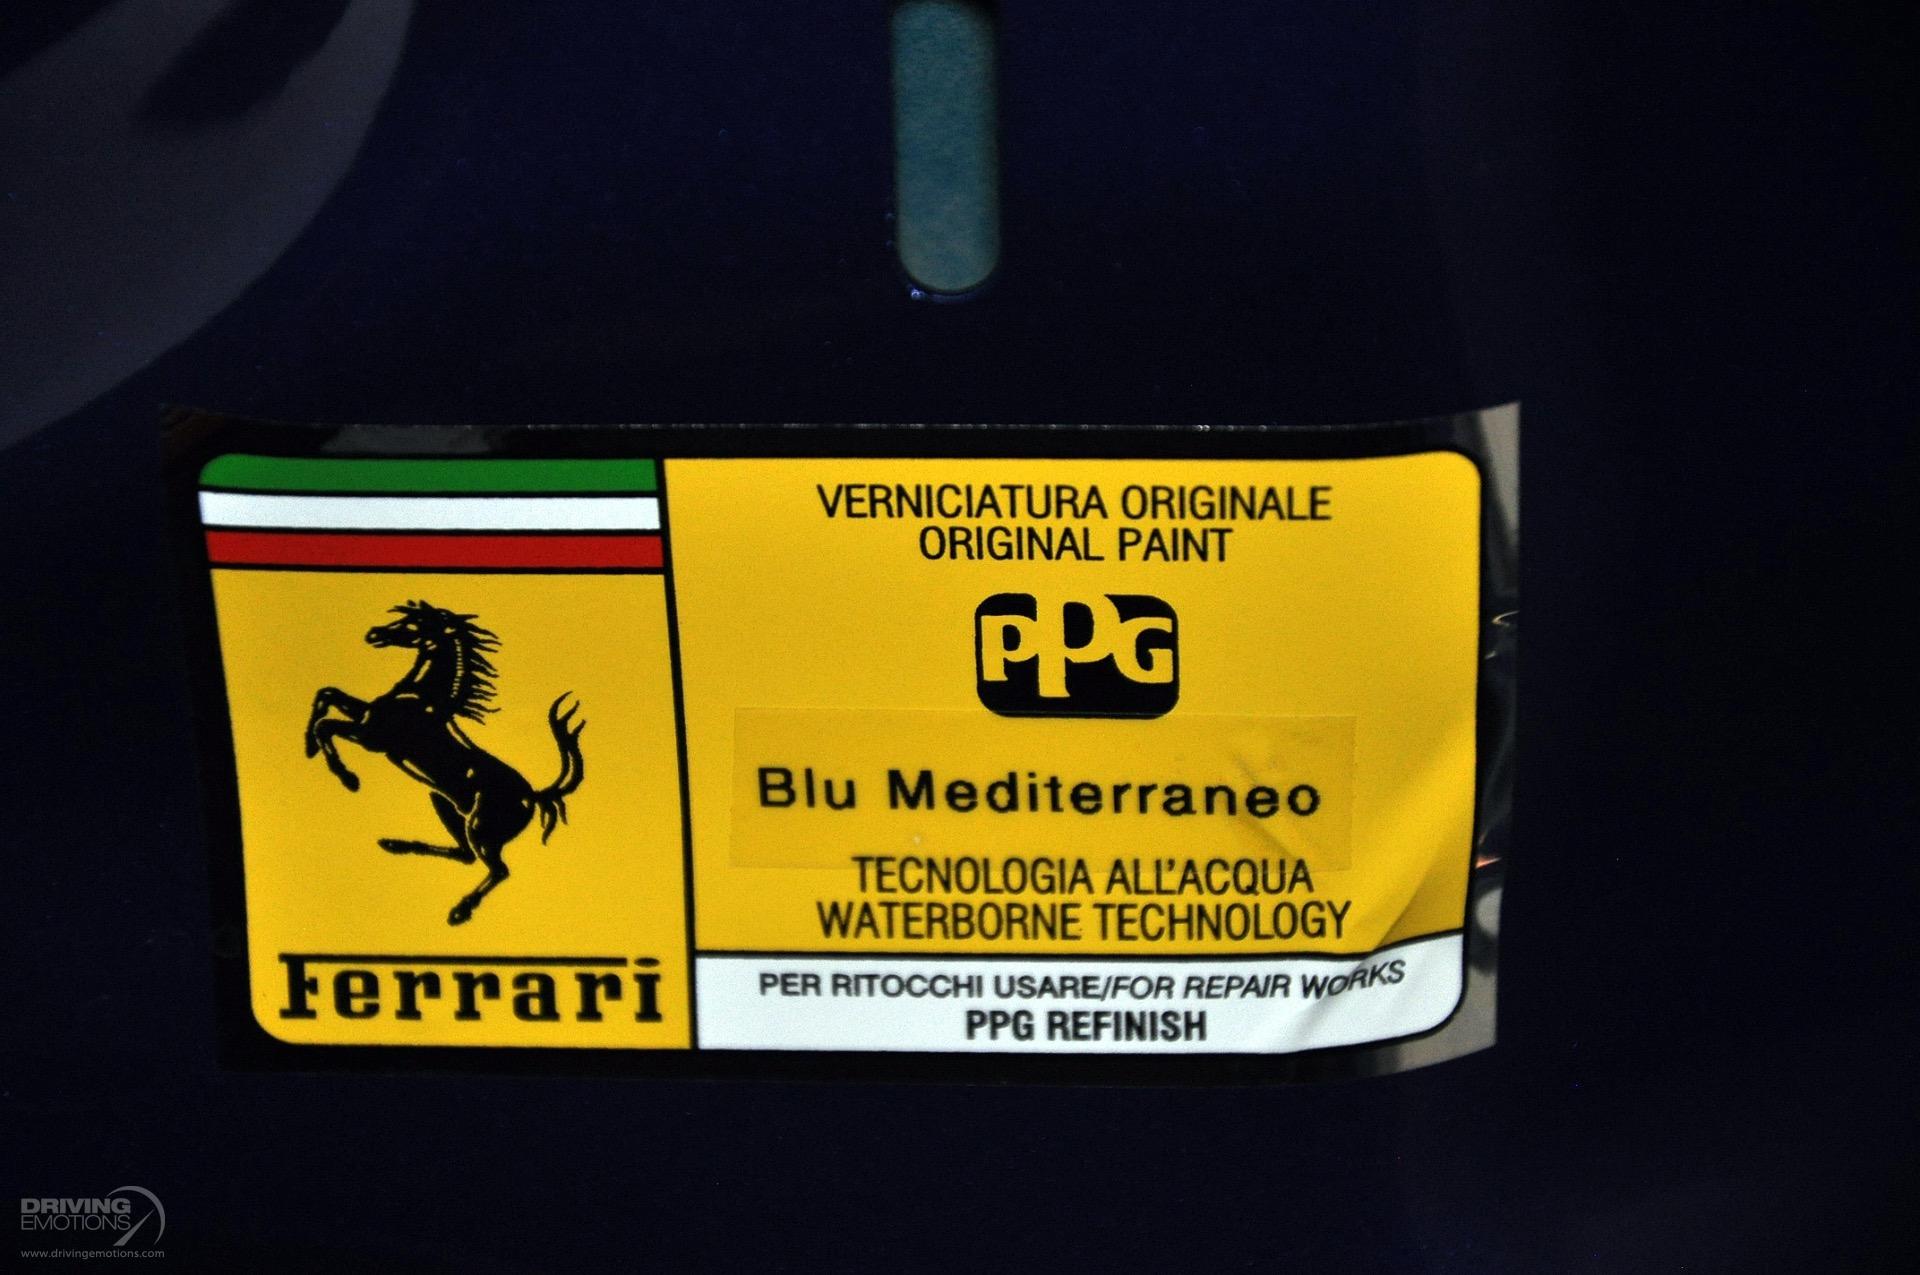 VERNICIATURA ORIGINALE
ORIGINAL PAINT
PPG
Blu Mediterraneo
TECNOLOGIA ALL'ACQUA
WATERBORNE TECHNOLOGY
PER RITOCCHI USARE/FOR REPAIR WORKS
PPG REFINISH
Ferrari
DRIVING
EMOTIONS
www.drivingemotions.com